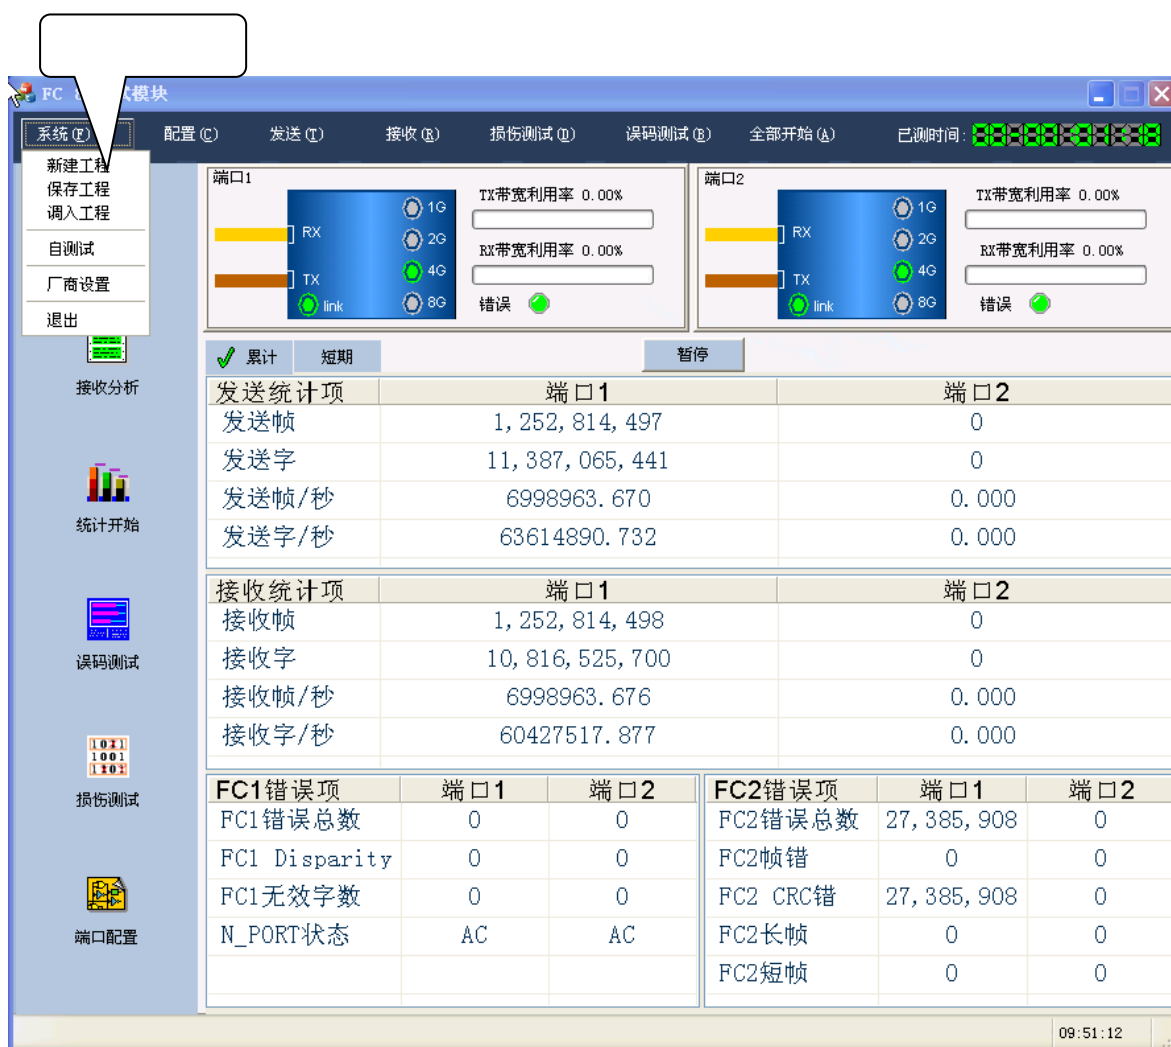 FC 试模块
系统(F) 配置(C) 发送(T) 接收(R) 损伤测试(D) 误码测试(B) 全部开始(A) 已测时间:
新建工程
保存工程
调入工程
自测试
厂商设置
退出
端口1
RX
TX
link
1G
2G
4G
8G
TX带宽利用率 0.00%
RX带宽利用率 0.00%
错误
端口2
RX
TX
link
1G
2G
4G
8G
TX带宽利用率 0.00%
RX带宽利用率 0.00%
错误
接收分析
统计开始
误码测试
损伤测试
端口配置
累计 短期 暂停
发送统计项 端口1 端口2
发送帧 1,252,814,497 0
发送字 11,387,065,441 0
发送帧/秒 6998963.670 0.000
发送字/秒 63614890.732 0.000
接收统计项 端口1 端口2
接收帧 1,252,814,498 0
接收字 10,816,525,700 0
接收帧/秒 6998963.676 0.000
接收字/秒 60427517.877 0.000
FC1错误项 端口1 端口2
FC1错误总数 0 0
FC1 Disparity 0 0
FC1无效字数 0 0
N_PORT状态 AC AC
FC2错误项 端口1 端口2
FC2错误总数 27,385,908 0
FC2帧错 0 0
FC2 CRC错 27,385,908 0
FC2长帧 0 0
FC2短帧 0 0
09:51:12